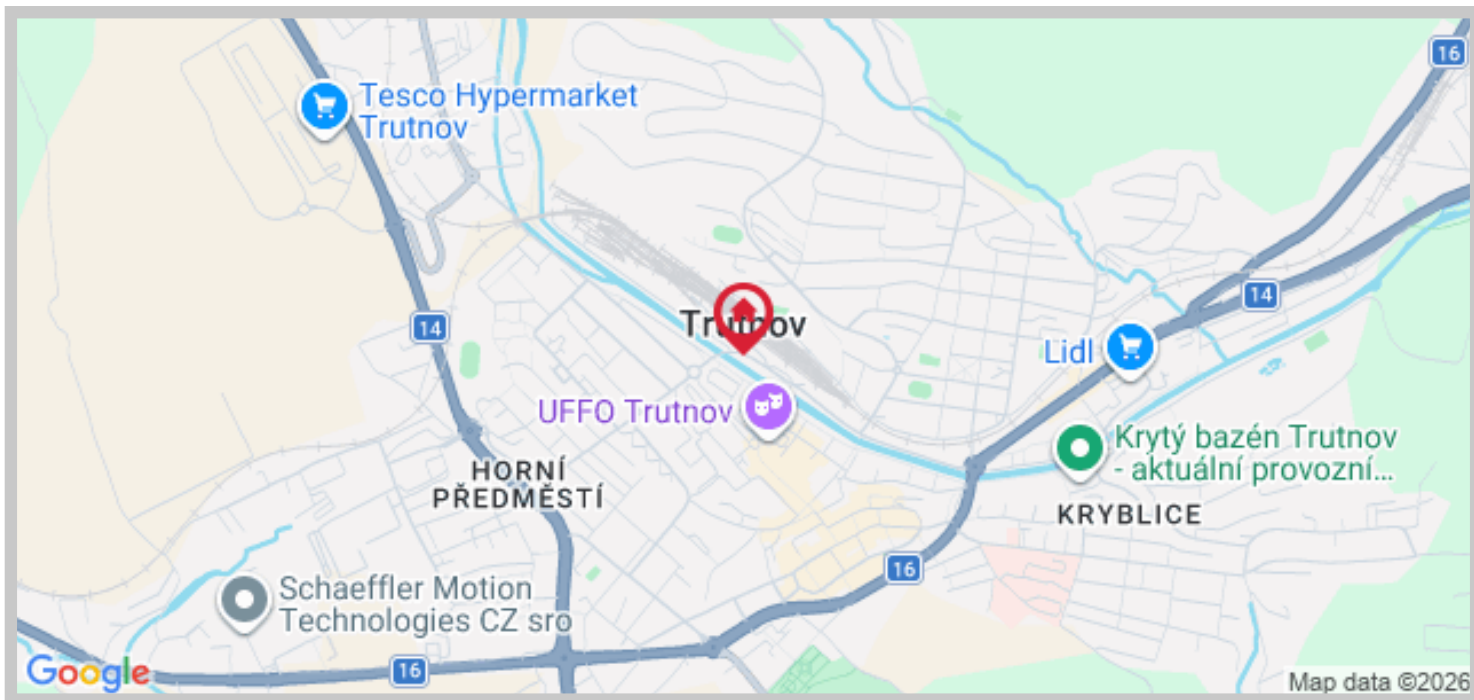 16
Tesco Hypermarket
Trutnov
14
14
Trutnov
Lidl
UFFO Trutnov
Krytý bazén Trutnov
- aktuální provozní...
HORNÍ
PŘEDMĚSTÍ
KRYBLICE
16
Schaeffler Motion
Technologies CZ sro
16
Google
Map data ©2026